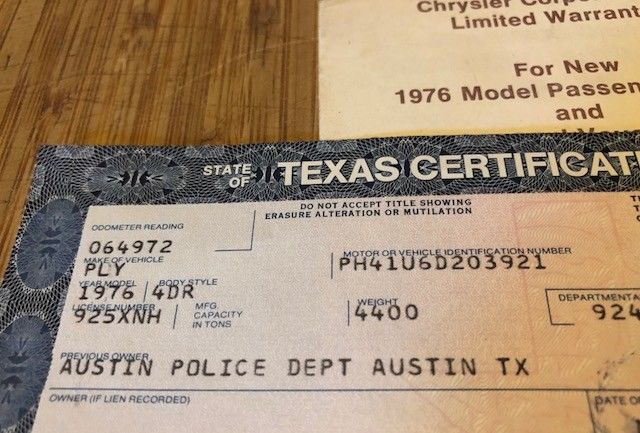 Chrysler Corpo
Limited Warrant
For New
1976 Model Passen
and
STATE OF TEXAS CERTIFICAT
DO NOT ACCEPT TITLE SHOWING
ERASURE ALTERATION OR MUTILATION
ODOMETER READING
064972
MAKE OF VEHICLE
PLY
MOTOR OR VEHICLE IDENTIFICATION NUMBER
PH41U6D203921
YEAR MODEL BODY STYLE
1976 4DR
LICENSE NUMBER
925XNH
MFG.
CAPACITY
IN TONS
WEIGHT
4400
DEPARTMENTA
924
PREVIOUS OWNER
AUSTIN POLICE DEPT AUSTIN TX
OWNER (IF LIEN RECORDED)
DATE O